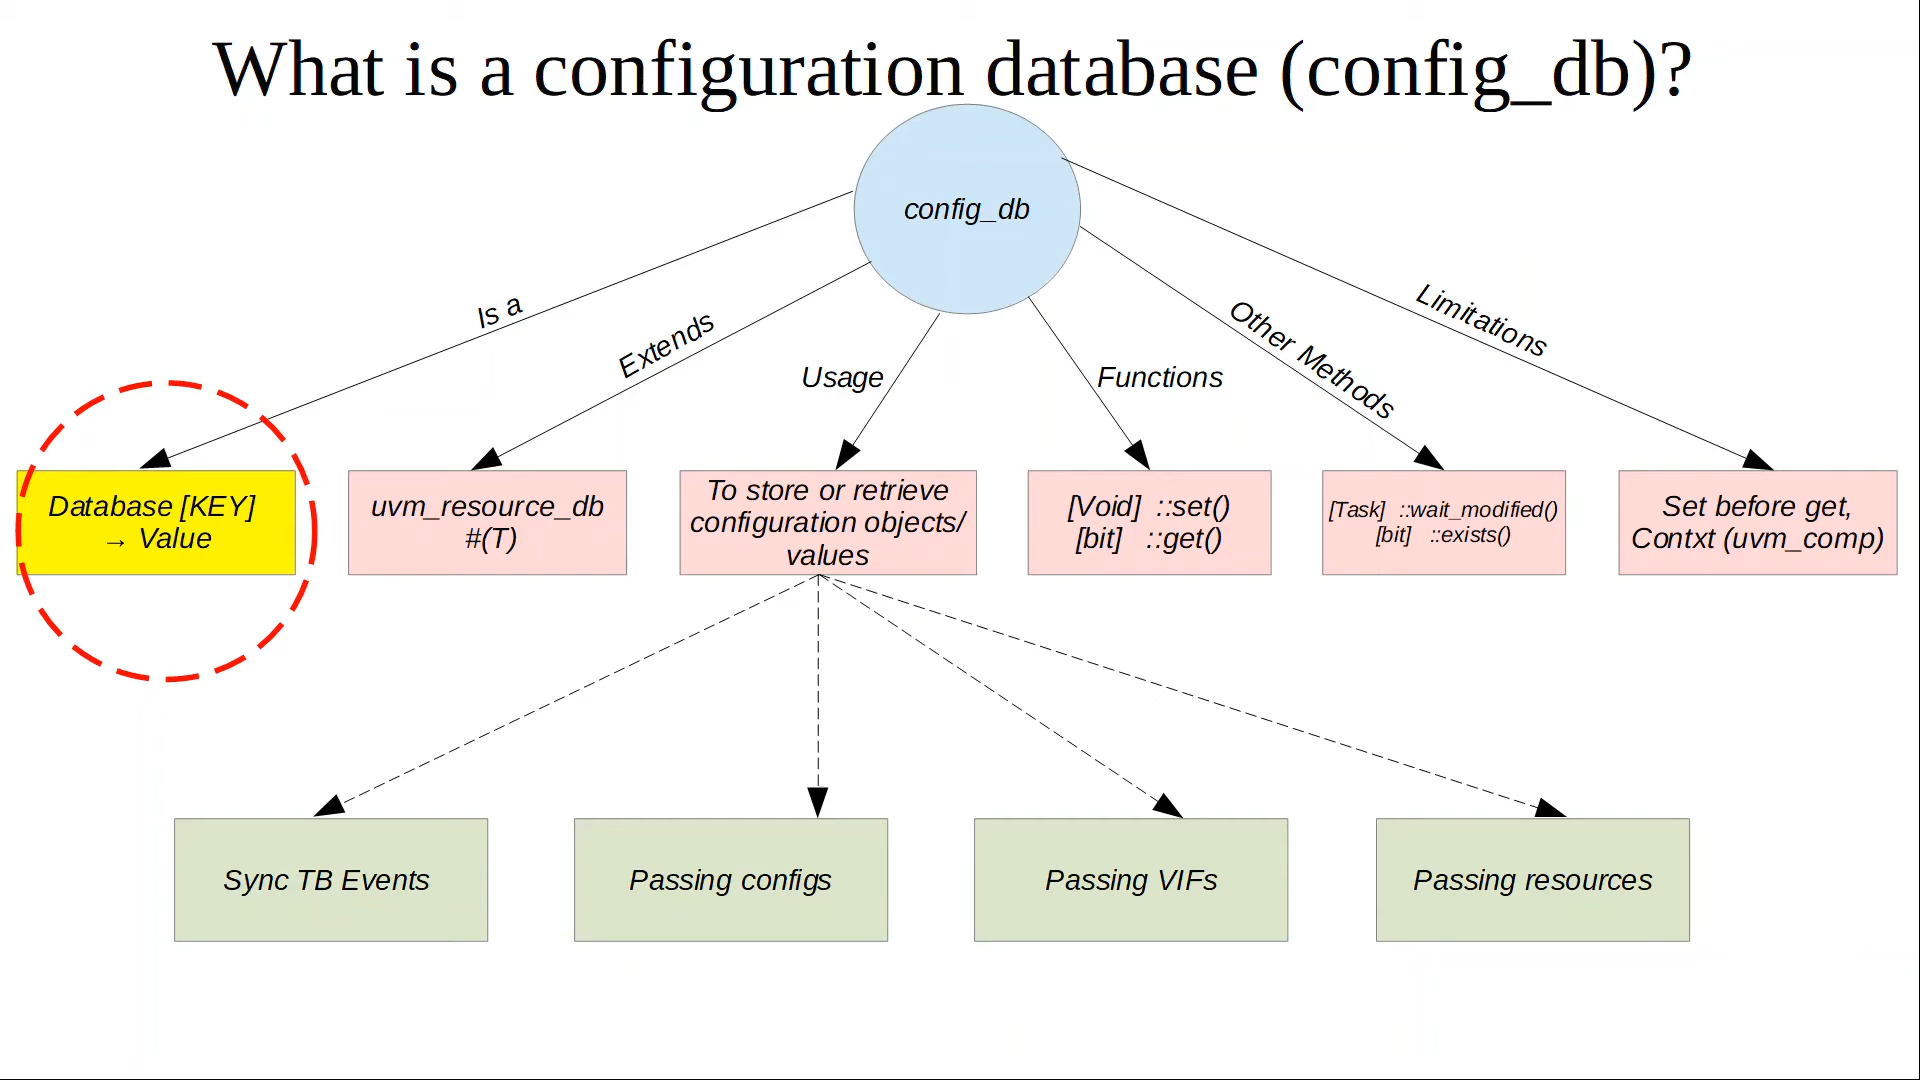 What is a configuration database (config_db)?
config_db
Is a
Extends
Usage
Functions
Other Methods
Limitations
Database [KEY]
→ Value
uvm_resource_db
#(T)
To store or retrieve
configuration objects/
values
[Void] ::set()
[bit] ::get()
[Task] ::wait_modified()
[bit] ::exists()
Set before get,
Contxt (uvm_comp)
Sync TB Events
Passing configs
Passing VIFs
Passing resources